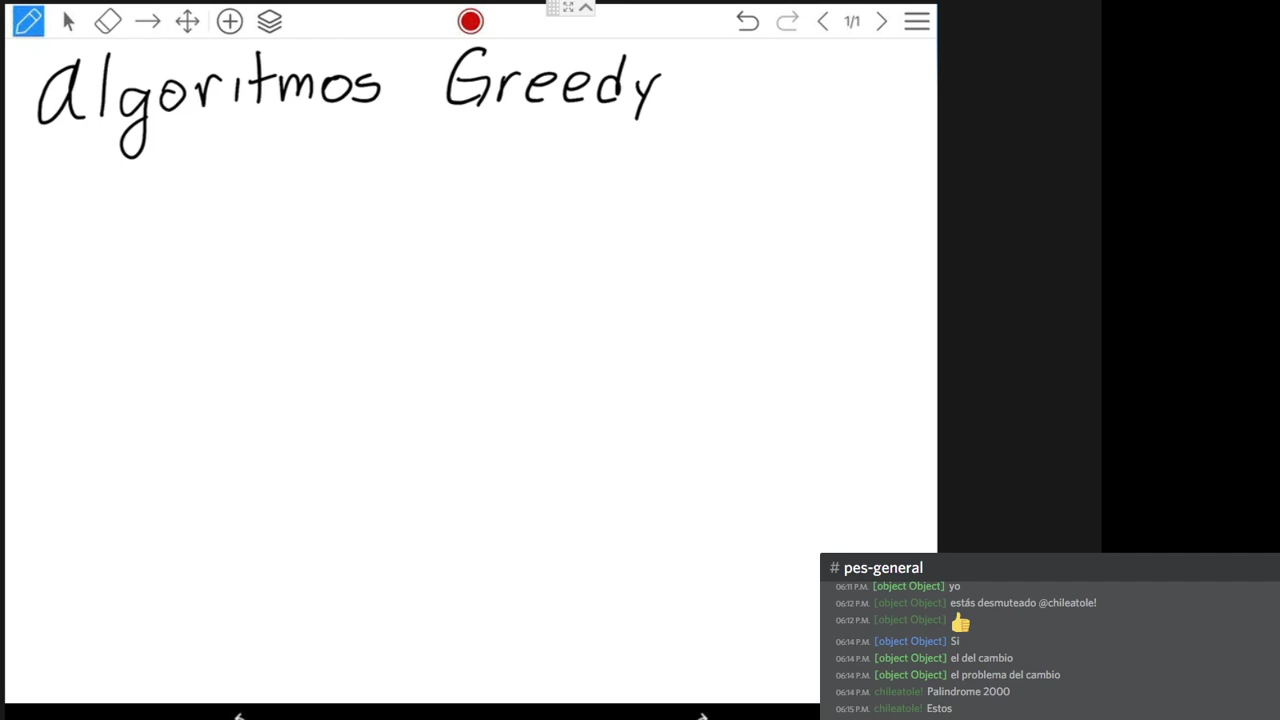 1/1
Algoritmos Greedy
# pes-general
06:11 P.M. [object Object] yo
06:12 P.M. [object Object] estás desmuteado @chileatole!
06:12 P.M. [object Object] 👍
06:14 P.M. [object Object] Si
06:14 P.M. [object Object] el del cambio
06:14 P.M. [object Object] el problema del cambio
06:14 P.M. chileatole! Palindrome 2000
06:15 P.M. chileatole! Estos